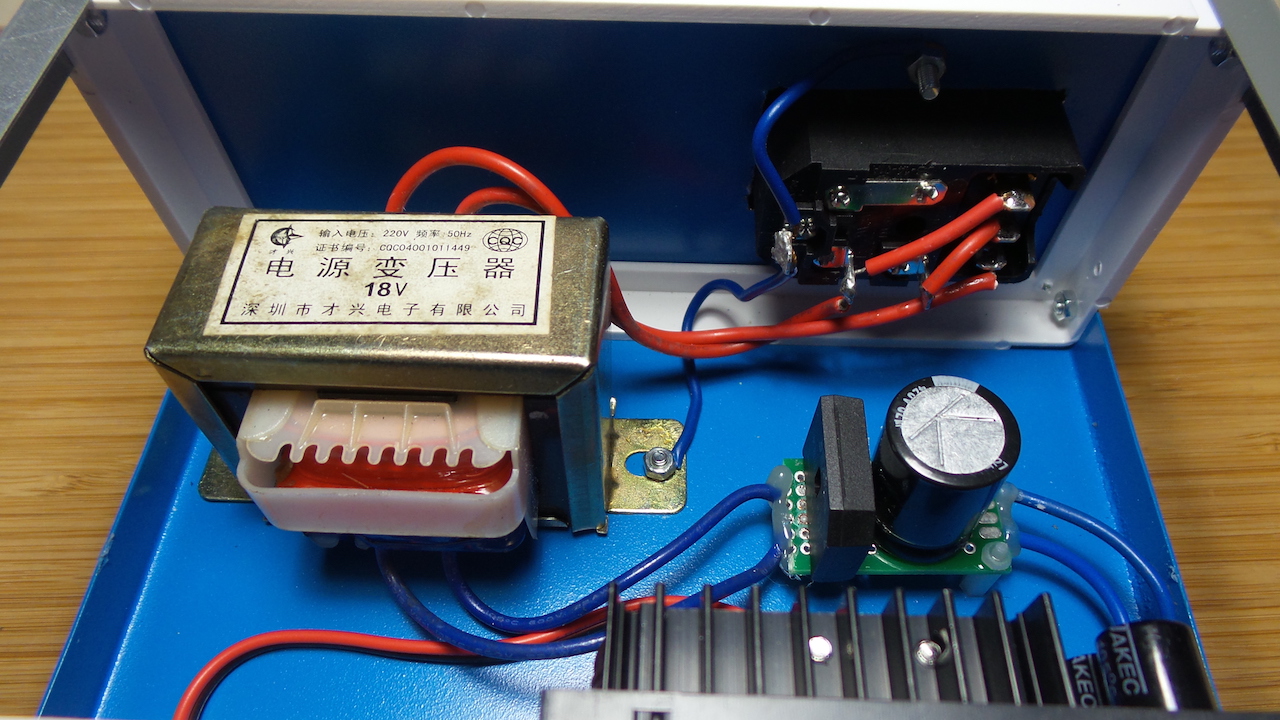 输入电压：220V 频率：50Hz
证书编号：CQC04001011449
CQC
才兴
电源变压器
18V
深圳市才兴电子有限公司
AKEC
AKEC